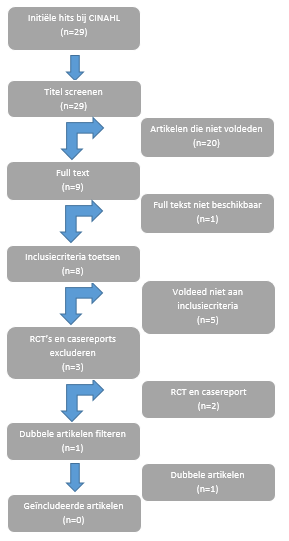 Initiële hits bij CINAHL
(n=29)
Titel screenen
(n=29)
Artikelen die niet voldeden
(n=20)
Full text
(n=9)
Full tekst niet beschikbaar
(n=1)
Inclusiecriteria toetsen
(n=8)
Voldeed niet aan
inclusiecriteria
(n=5)
RCT's en casereports
excluderen
(n=3)
RCT en casereport
(n=2)
Dubbele artikelen filteren
(n=1)
Dubbele artikelen
(n=1)
Geïncludeerde artikelen
(n=0)